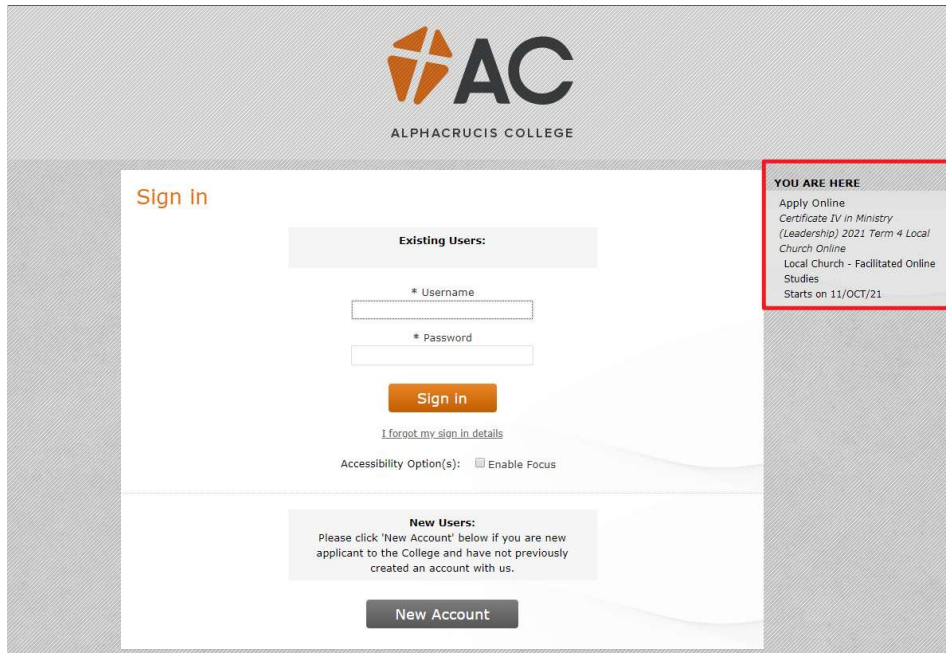 AC
ALPHACRUCIS COLLEGE
Sign in
Existing Users:
* Username
* Password
Sign in
I forgot my sign in details
Accessibility Option(s): Enable Focus
New Users:
Please click 'New Account' below if you are new
applicant to the College and have not previously
created an account with us.
New Account
YOU ARE HERE
Apply Online
Certificate IV in Ministry
(Leadership) 2021 Term 4 Local
Church Online
Local Church - Facilitated Online
Studies
Starts on 11/OCT/21